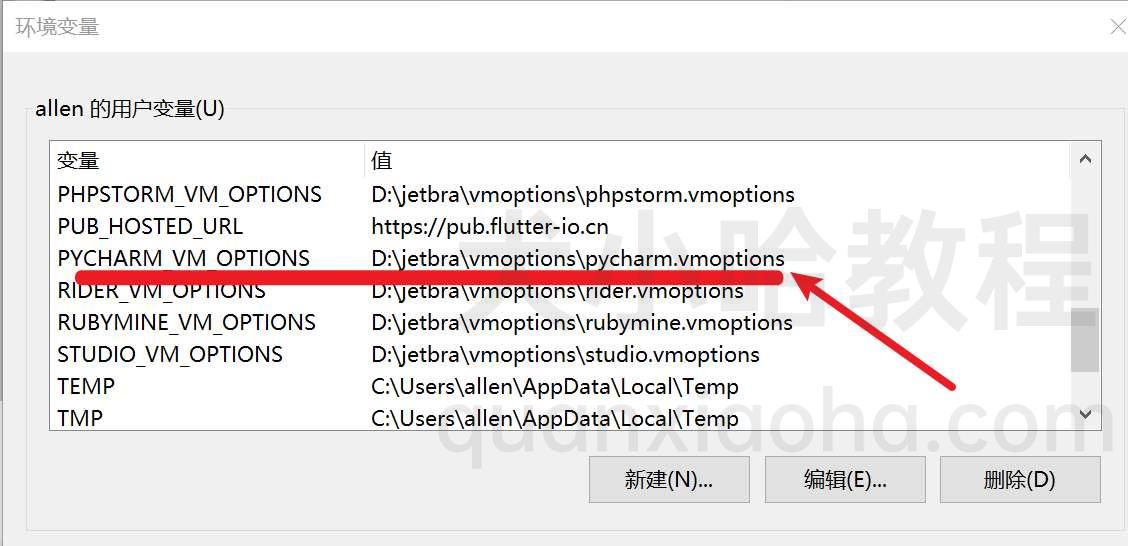 环境变量
allen 的用户变量(U)
变量 值
PHPSTORM_VM_OPTIONS D:\jetbra\vmoptions\phpstorm.vmoptions
PUB_HOSTED_URL https://pub.flutter-io.cn
PYCHARM_VM_OPTIONS D:\jetbra\vmoptions\pycharm.vmoptions
RIDER_VM_OPTIONS D:\jetbra\vmoptions\rider.vmoptions
RUBYMINE_VM_OPTIONS D:\jetbra\vmoptions\rubymine.vmoptions
STUDIO_VM_OPTIONS D:\jetbra\vmoptions\studio.vmoptions
TEMP C:\Users\allen\AppData\Local\Temp
TMP C:\Users\allen\AppData\Local\Temp
新建(N)... 编辑(E)... 删除(D)
犬小哈教程
quanxiaoha.com